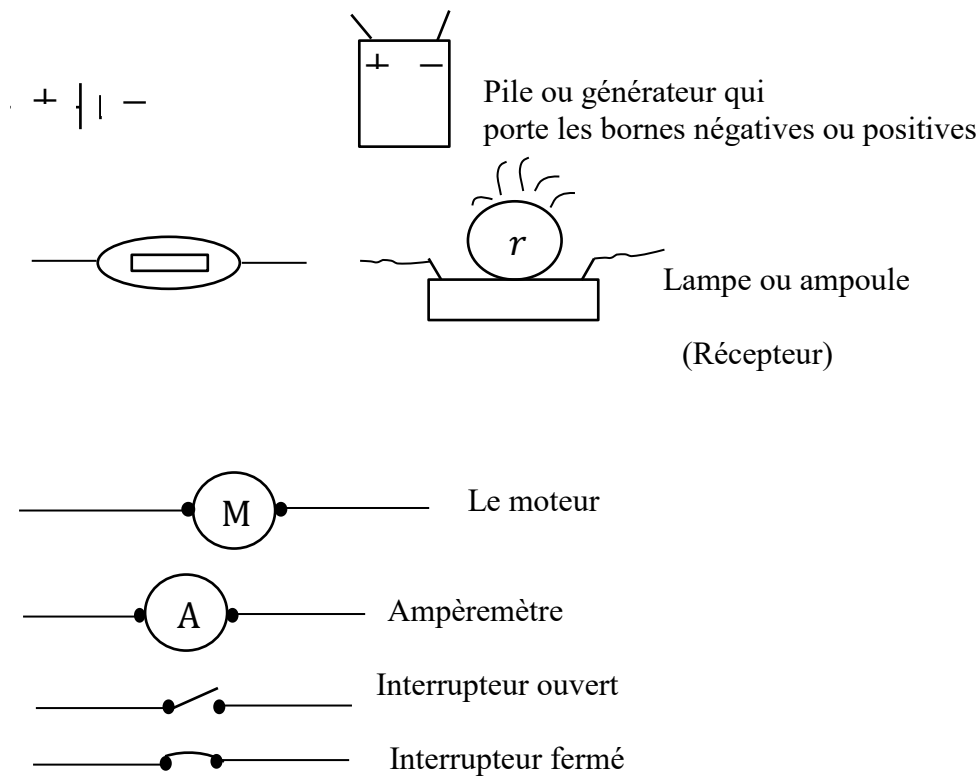 + −
+ −
Pile ou générateur qui
porte les bornes négatives ou positives
r
Lampe ou ampoule
(Récepteur)
M
Le moteur
A
Ampèremètre
Interrupteur ouvert
Interrupteur fermé